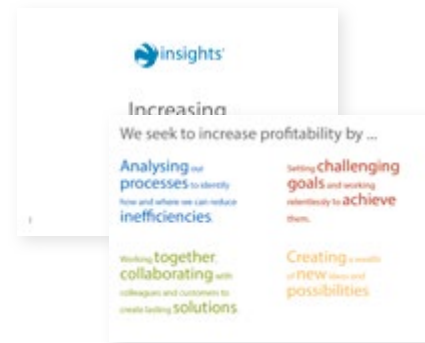 insights®
Increasing
We seek to increase profitability by ...
Analysing our
processes to identify
how and where we can reduce
inefficiencies.
Setting challenging
goals and working
relentlessly to achieve
them.
Working together,
collaborating with
colleagues and customers to
create lasting solutions.
Creating a wealth
of new ideas and
possibilities.